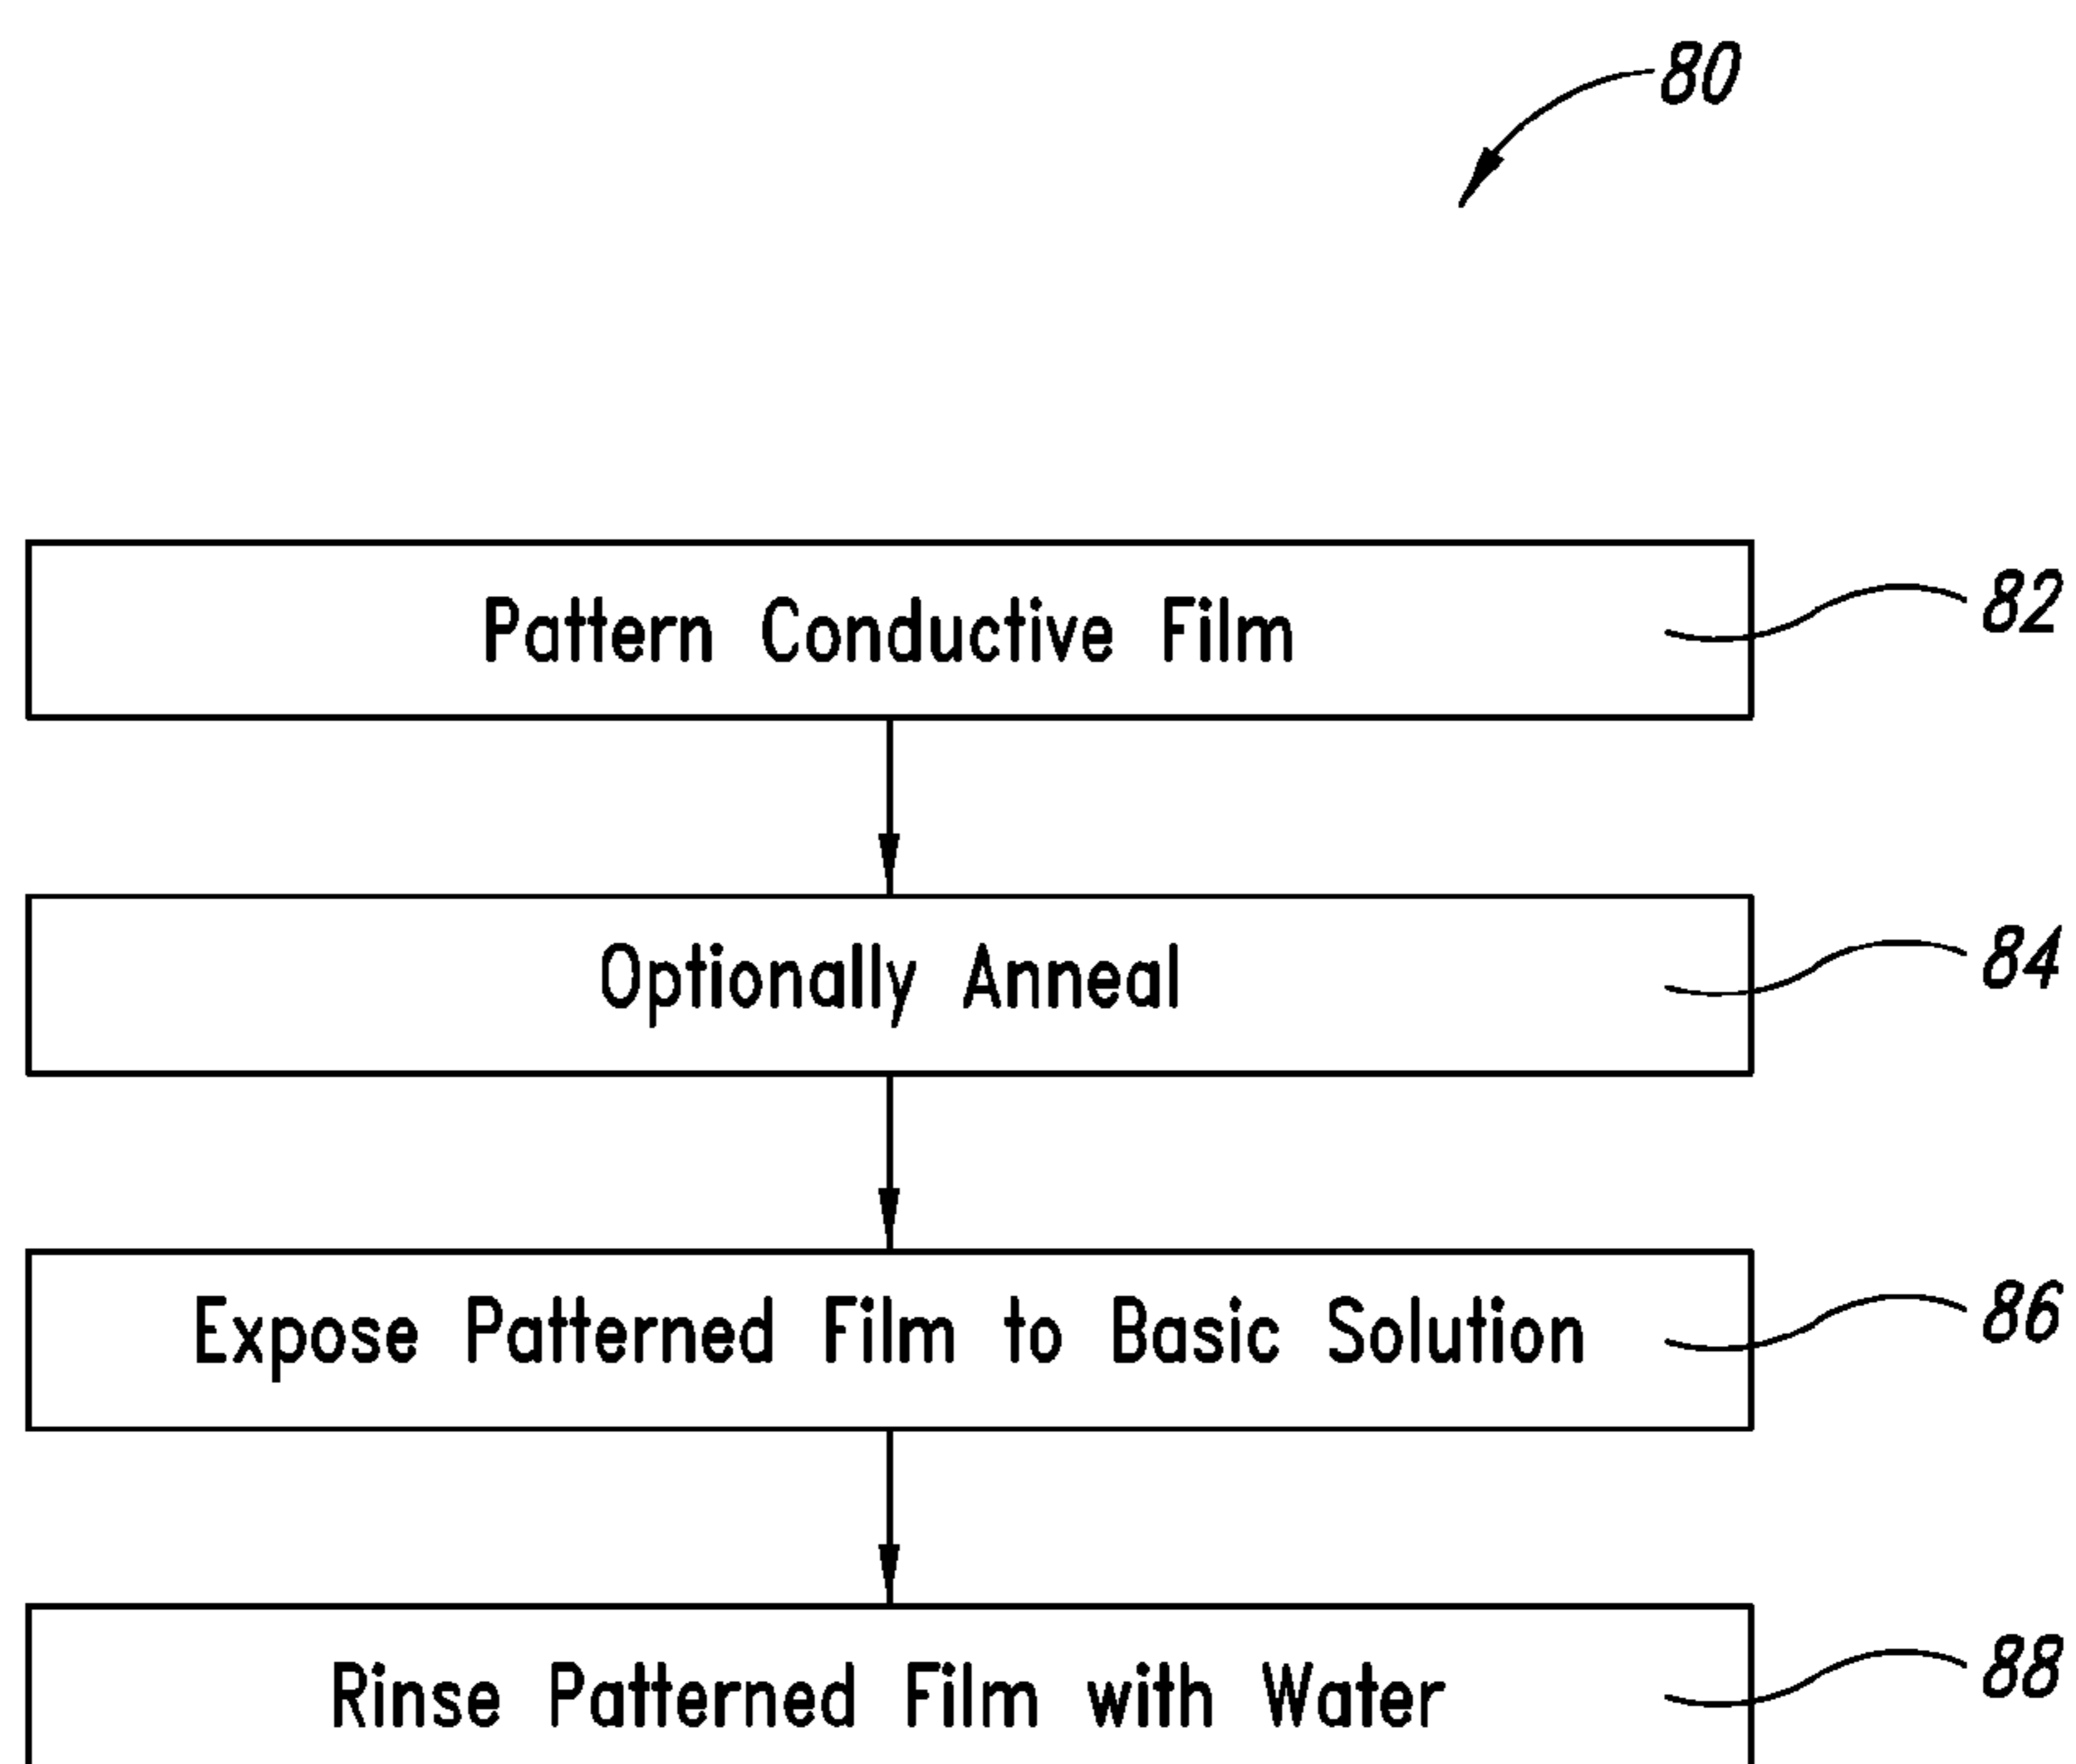 80
Pattern Conductive Film 82
Optionally Anneal 84
Expose Patterned Film to Basic Solution 86
Rinse Patterned Film with Water 88